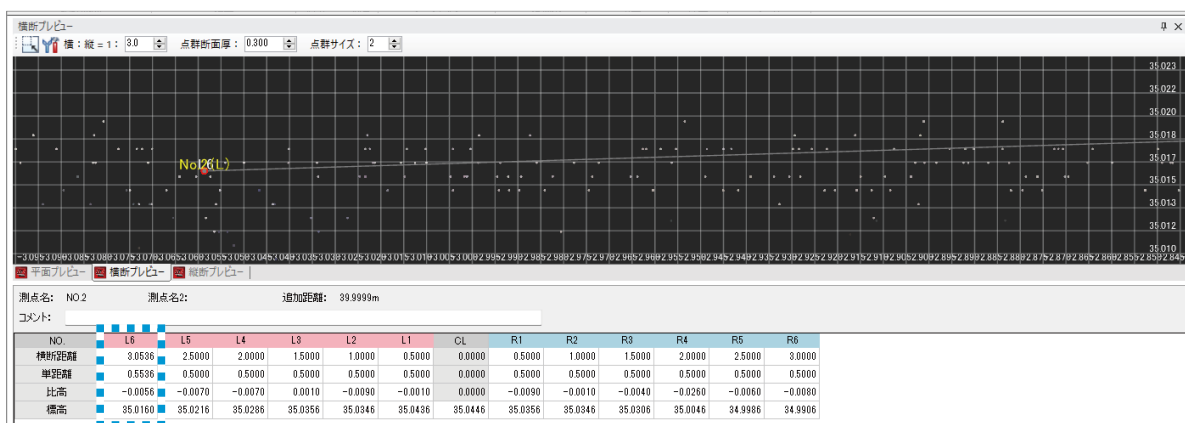 横断プレビュー
横：縦 = 1： 3.0 点群断面厚： 0.300 点群サイズ： 2
35.023
35.022
35.020
35.018
35.017
35.015
35.013
35.012
35.010
平面プレビュー 横断プレビュー 縦断プレビュー
測点名： NO.2 測点名2： 追加距離： 39.9999m
コメント：
NO. L6 L5 L4 L3 L2 L1 CL R1 R2 R3 R4 R5 R6
横断距離 3.0536 2.5000 2.0000 1.5000 1.0000 0.5000 0.0000 0.5000 1.0000 1.5000 2.0000 2.5000 3.0000
単距離 0.5536 0.5000 0.5000 0.5000 0.5000 0.5000 0.0000 0.5000 0.5000 0.5000 0.5000 0.5000 0.5000
比高 -0.0056 -0.0070 -0.0070 0.0010 -0.0090 -0.0010 0.0000 -0.0090 -0.0010 -0.0040 -0.0260 -0.0060 -0.0080
標高 35.0160 35.0216 35.0286 35.0356 35.0346 35.0436 35.0446 35.0356 35.0346 35.0306 35.0046 34.9986 34.9906